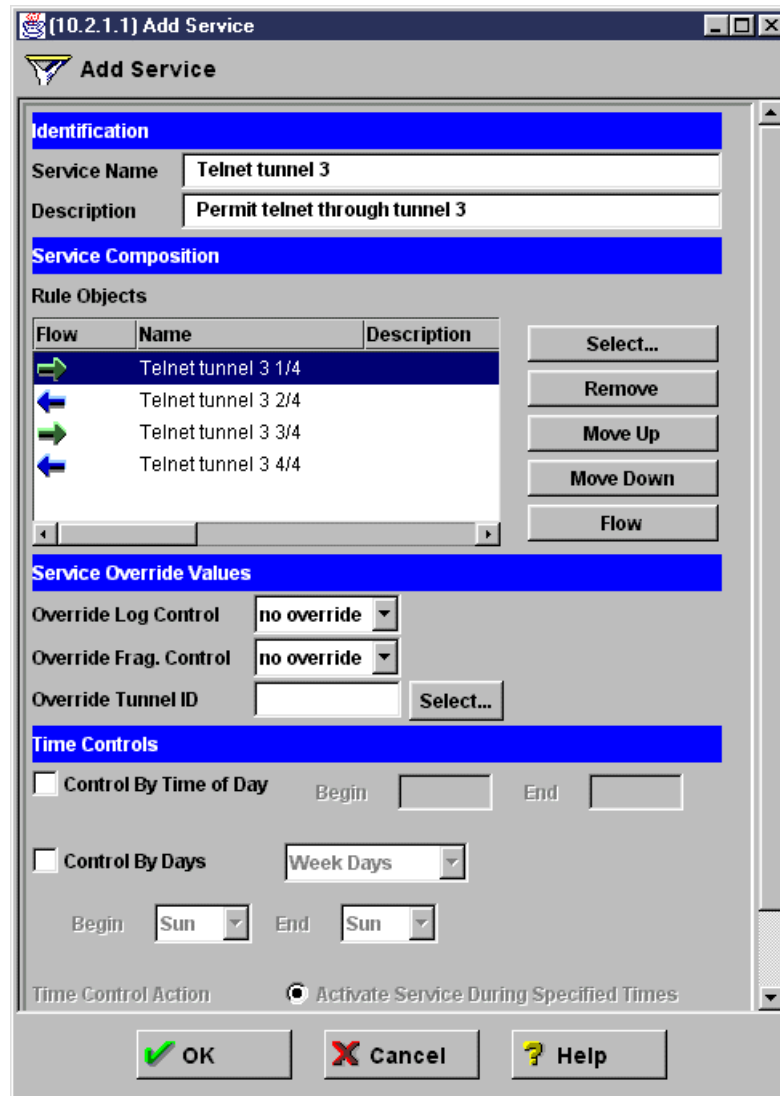 (10.2.1.1) Add Service
Add Service
Identification
Service Name Telnet tunnel 3
Description Permit telnet through tunnel 3
Service Composition
Rule Objects
Flow Name Description
Telnet tunnel 3 1/4
Telnet tunnel 3 2/4
Telnet tunnel 3 3/4
Telnet tunnel 3 4/4
Select...
Remove
Move Up
Move Down
Flow
Service Override Values
Override Log Control no override
Override Frag. Control no override
Override Tunnel ID Select...
Time Controls
Control By Time of Day Begin End
Control By Days Week Days
Begin Sun End Sun
Time Control Action Activate Service During Specified Times
OK Cancel Help